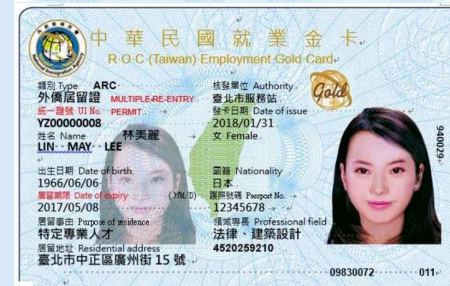 中華民國就業金卡
R.O.C (Taiwan) Employment Gold Card
類別 Type ARC
外僑居留證 MULTIPLE RE-ENTRY
統一證號 UI No. PERMIT
YZ00000008
姓名 Name 林美麗
LIN MAY LEE
出生日期 Date of birth
1966/06/06
居留期限 Date of expiry (Y/M/D)
2017/05/08
居留事由 Purpose of residence
特定專業人才
居留地址 Residential address
臺北市中正區廣州街 15 號
核發單位 Authority
臺北市服務站
發卡日期 Date of issue
2018/01/31
女 Female
Gold
國籍 Nationality
日本
護照號碼 Passport No.
12345678
領域專長 Professional field
法律、建築設計
4520259210
940029
09830072 011